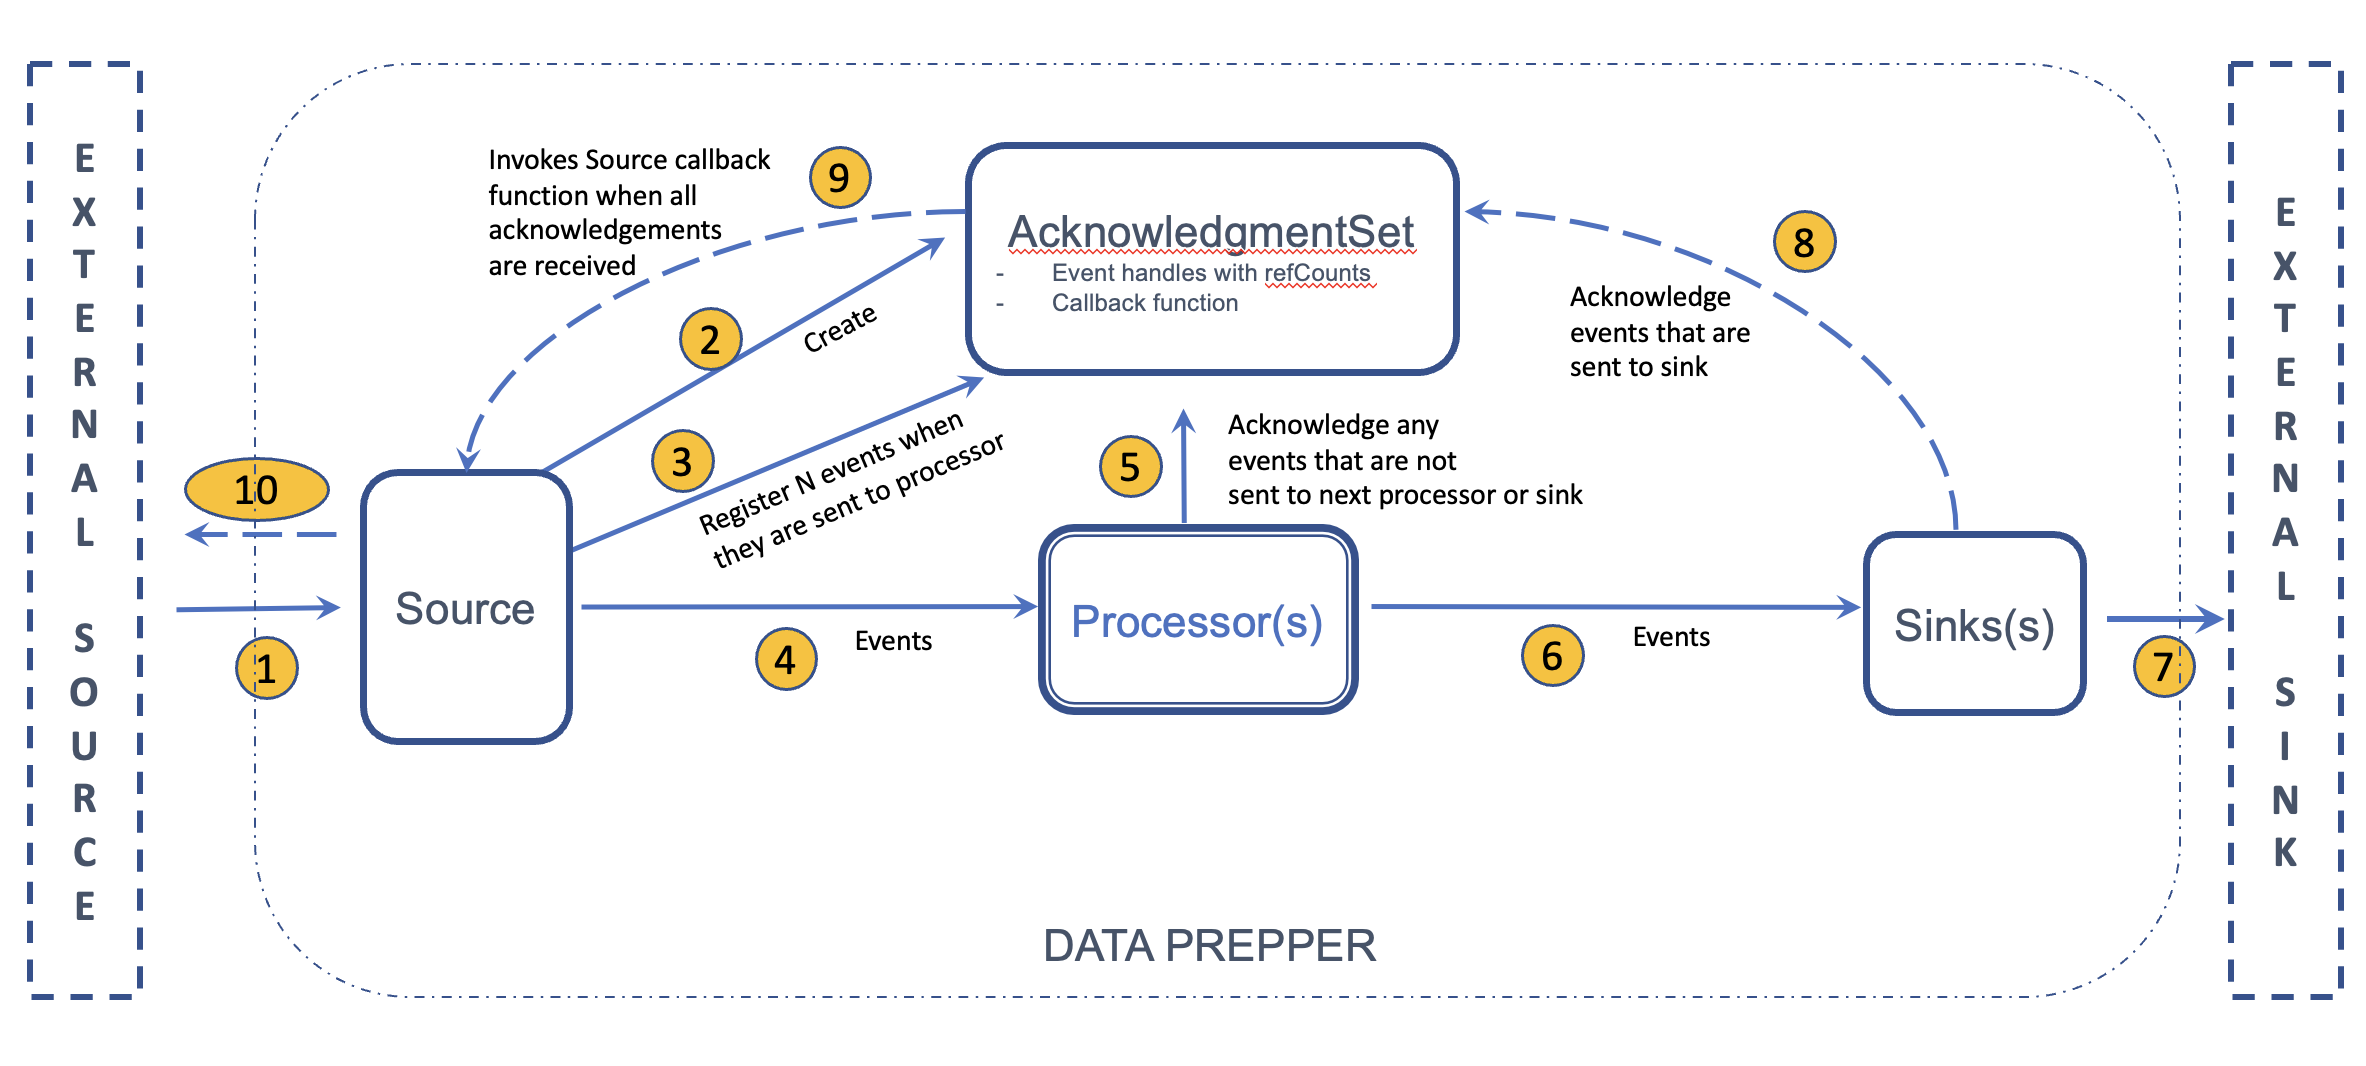 EXTERNAL SOURCE
Invokes Source callback
function when all
acknowledgements
are received
9
AcknowledgmentSet
- Event handles with refCounts
- Callback function
8
Acknowledge
events that are
sent to sink
2
Create
3
Register N events when
they are sent to processor
5
Acknowledge any
events that are not
sent to next processor or sink
10
1
Source
4
Events
Processor(s)
6
Events
Sinks(s)
7
DATA PREPPER
EXTERNAL SINK